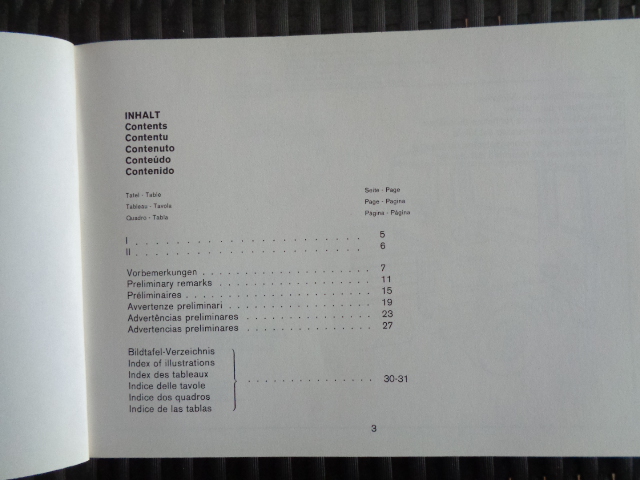 INHALT
Contents
Contentu
Contenuto
Conteúdo
Contenido
Tafel - Table
Tableau - Tavola
Quadro - Tabla
Seite - Page
Page - Pagina
Página - Página
I . . . . . . . . . . . . . . . . . . . . 5
II . . . . . . . . . . . . . . . . . . . . 6
Vorbemerkungen . . . . . . . . . . . . . . . 7
Preliminary remarks . . . . . . . . . . . . . . 11
Préliminaires . . . . . . . . . . . . . . . . . 15
Avvertenze preliminari . . . . . . . . . . . . . 19
Advertências preliminares . . . . . . . . . . . 23
Advertencias preliminares . . . . . . . . . . . 27
Bildtafel-Verzeichnis
Index of illustrations
Index des tableaux
Indice delle tavole
Indice dos quadros
Indice de las tablas
. . . . . . . . . . . . . . 30-31
3